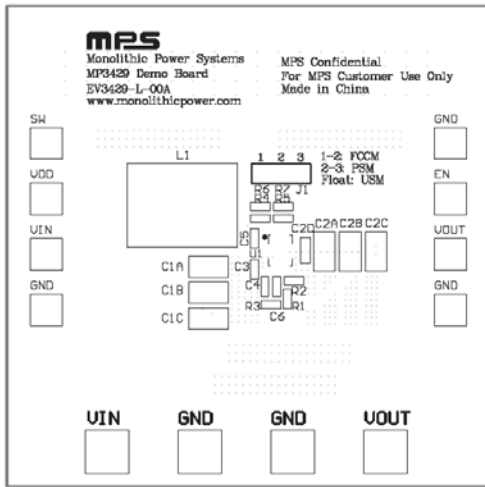 mps
Monolithic Power Systems
MP3429 Demo Board
EV3429-L-00A
www.monolithicpower.com
MPS Confidential
For MPS Customer Use Only
Made in China
SW
VDD
VIN
GND
L1
1 2 3
1-2: FCCM
2-3: PSM
Float: USM
J1
R6 R7
R4 R5
C5
U1
C3
C2D
C2A
C2B
C2C
C1A
C1B
C1C
C4
R2
R3
R1
C6
GND
EN
VOUT
GND
VIN
GND
GND
VOUT